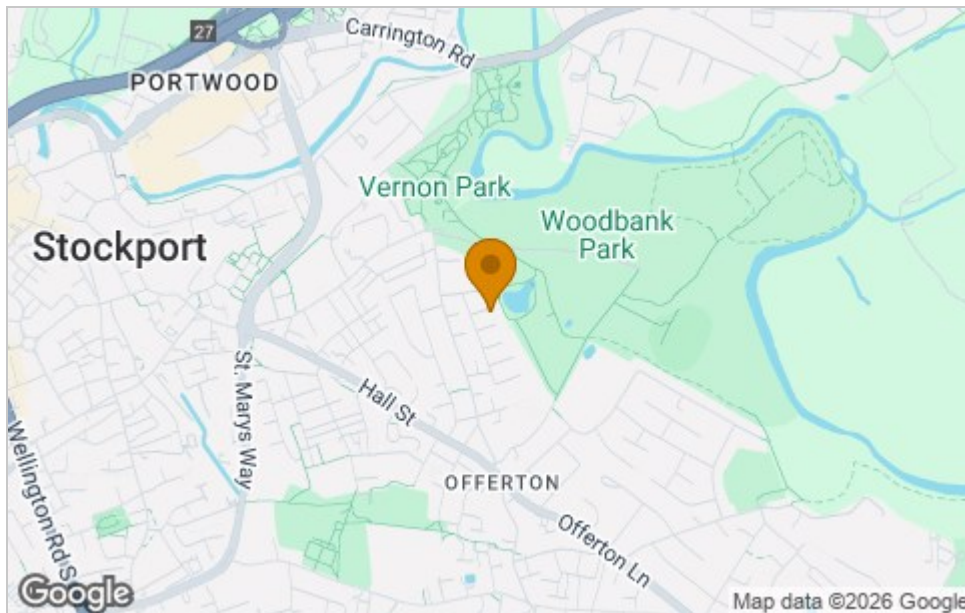 27
Carrington Rd
PORTWOOD
Vernon Park
Woodbank
Park
Stockport
St. Marys Way
Hall St
Wellington Rd S
OFFERTON
Offerton Ln
Google
Map data ©2026 Google